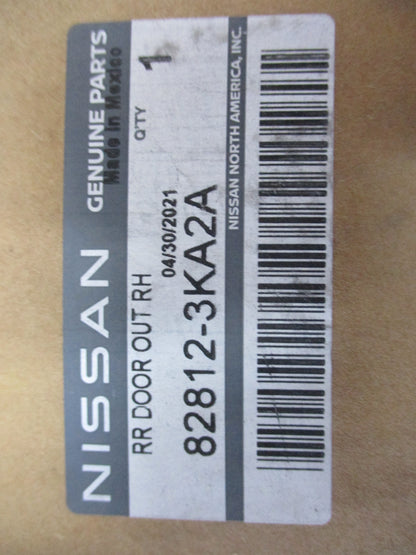 NISSAN GENUINE PARTS
Made in Mexico
RR DOOR OUT RH Q'TY 1
04/30/2021
82812-3KA2A
NISSAN NORTH AMERICA, INC.